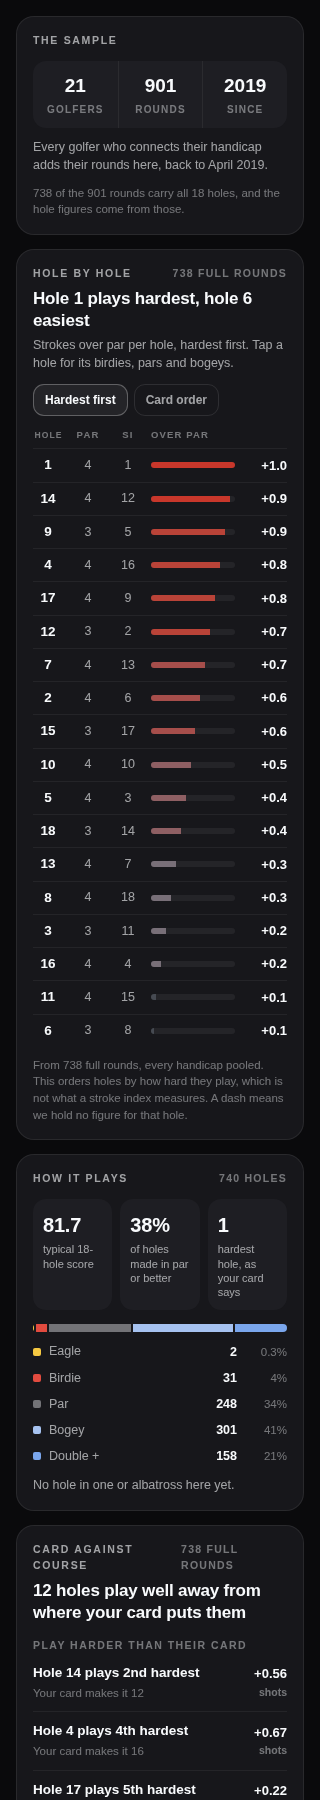 THE SAMPLE
21 901 2019
GOLFERS ROUNDS SINCE
Every golfer who connects their handicap
adds their rounds here, back to April 2019.
738 of the 901 rounds carry all 18 holes, and the
hole figures come from those.
HOLE BY HOLE 738 FULL ROUNDS
Hole 1 plays hardest, hole 6
easiest
Strokes over par per hole, hardest first. Tap a
hole for its birdies, pars and bogeys.
Hardest first Card order
HOLE PAR SI OVER PAR
1 4 1 +1.0
14 4 12 +0.9
9 3 5 +0.9
4 4 16 +0.8
17 4 9 +0.8
12 3 2 +0.7
7 4 13 +0.7
2 4 6 +0.6
15 3 17 +0.6
10 4 10 +0.5
5 4 3 +0.4
18 3 14 +0.4
13 4 7 +0.3
8 4 18 +0.3
3 3 11 +0.2
16 4 4 +0.2
11 4 15 +0.1
6 3 8 +0.1
From 738 full rounds, every handicap pooled.
This orders holes by how hard they play, which is
not what a stroke index measures. A dash means
we hold no figure for that hole.
HOW IT PLAYS 740 HOLES
81.7 38% 1
typical 18- of holes hardest
hole score made in par hole, as
or better your card
says
Eagle 2 0.3%
Birdie 31 4%
Par 248 34%
Bogey 301 41%
Double + 158 21%
No hole in one or albatross here yet.
CARD AGAINST 738 FULL
COURSE ROUNDS
12 holes play well away from
where your card puts them
PLAY HARDER THAN THEIR CARD
Hole 14 plays 2nd hardest +0.56
Your card makes it 12 shots
Hole 4 plays 4th hardest +0.67
Your card makes it 16 shots
Hole 17 plays 5th hardest +0.22